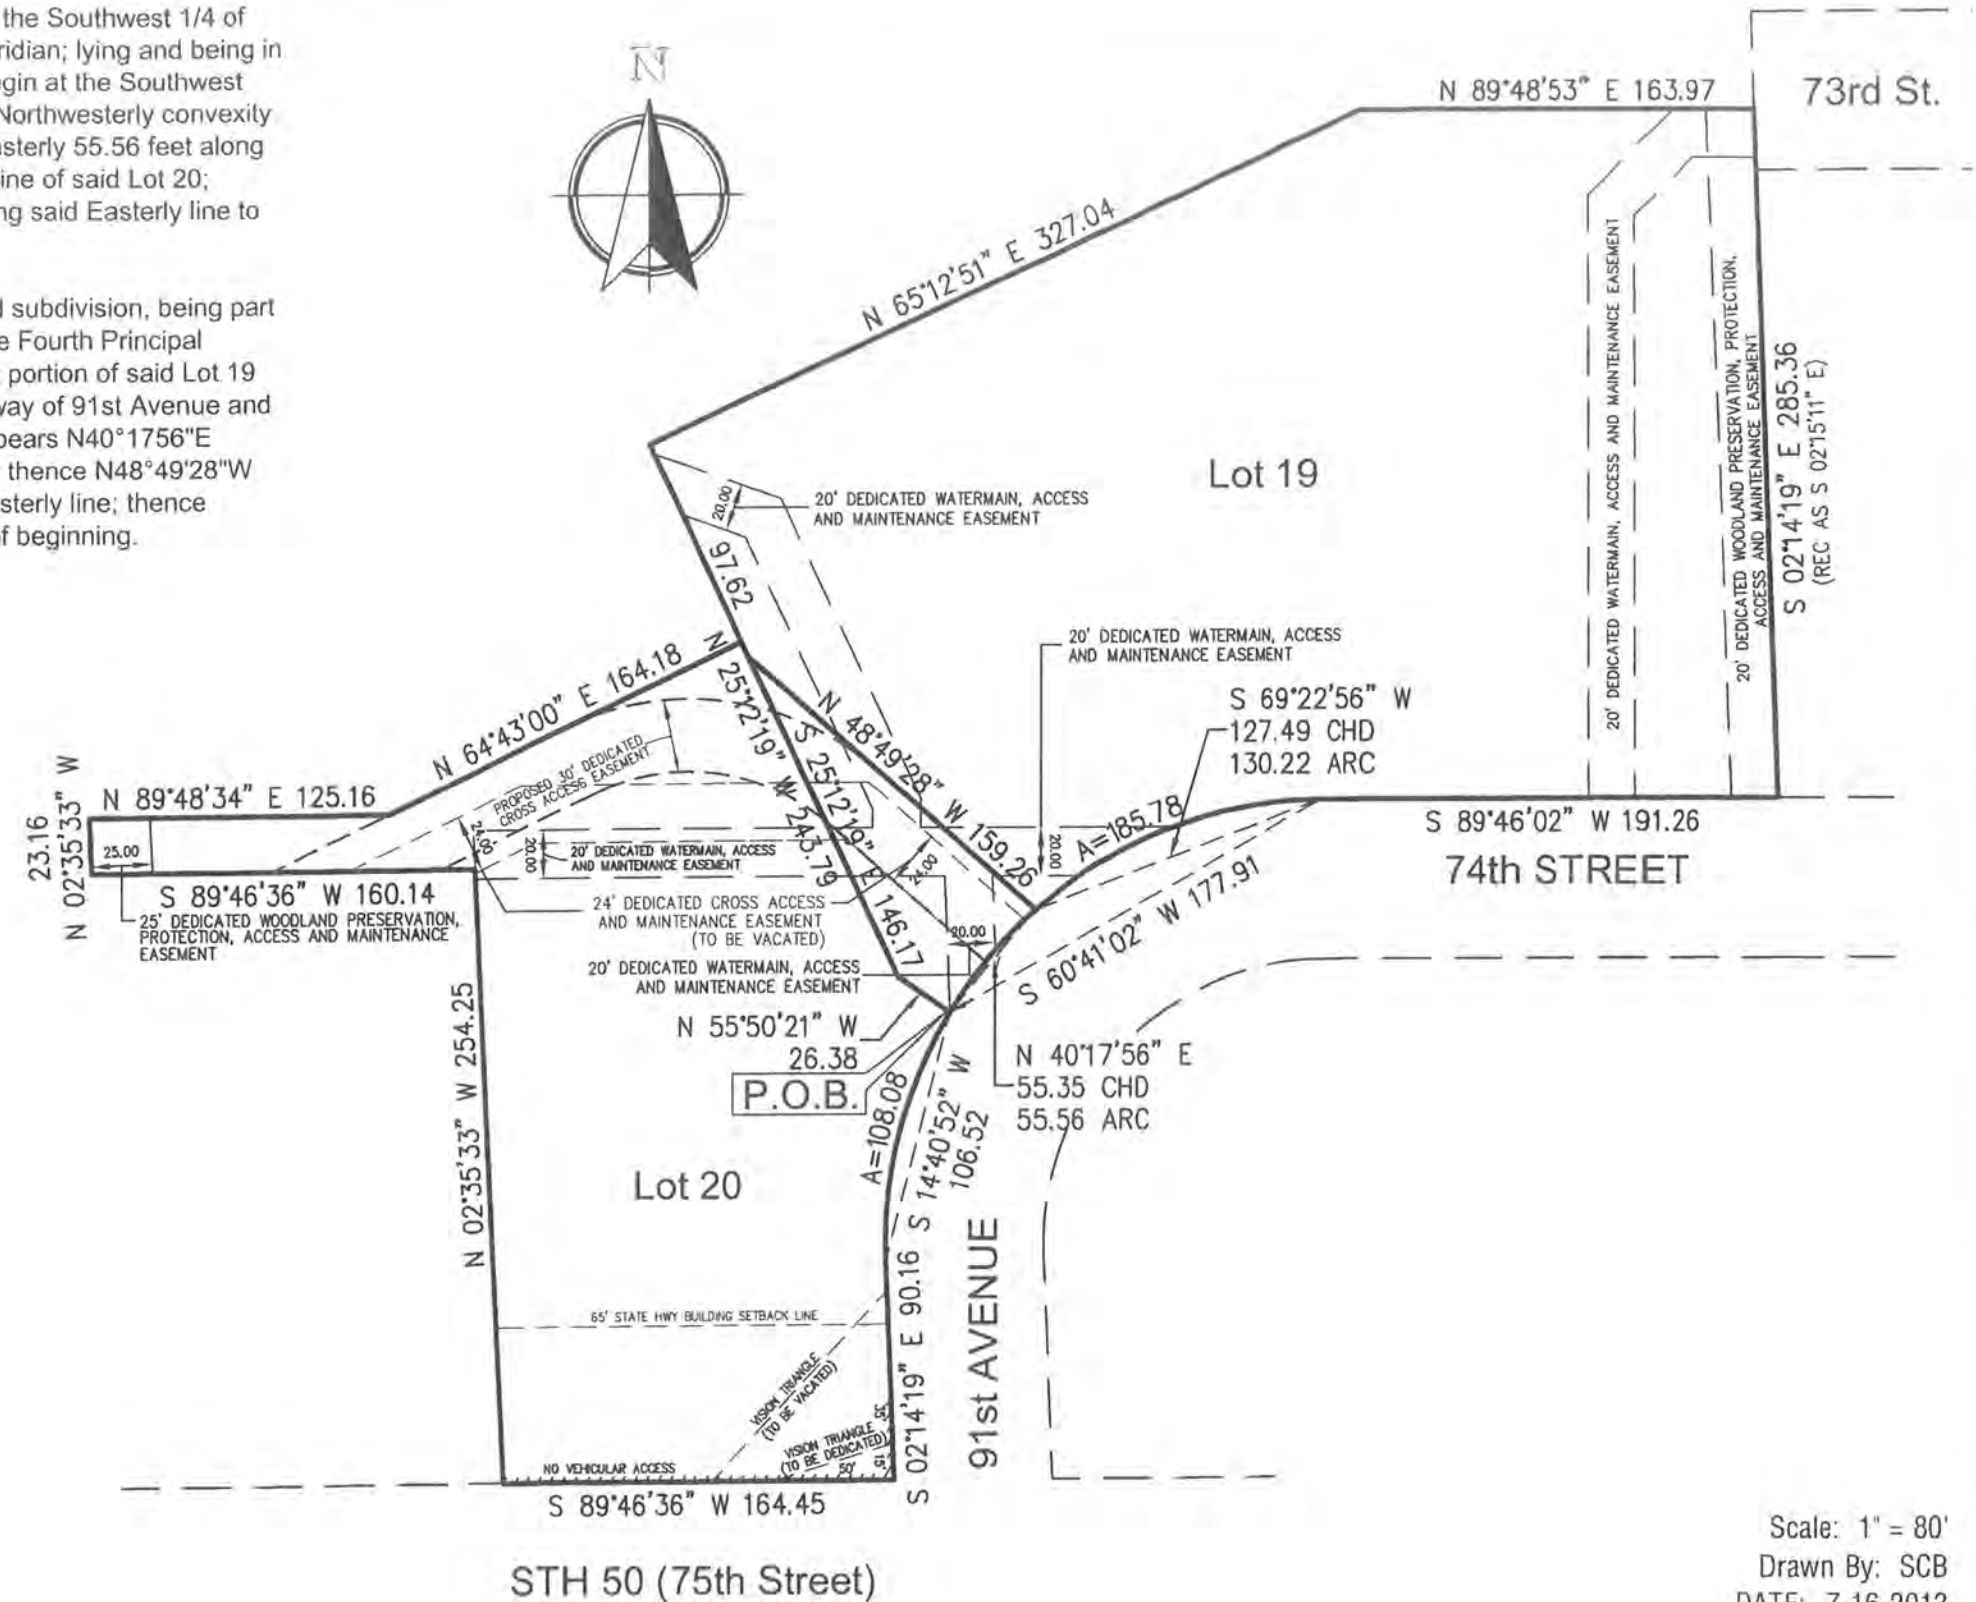 the Southwest 1/4 of
ridian; lying and being in
egin at the Southwest
Northwesterly convexily
asterly 55.56 feet along
line of said Lot 20;
ng said Easterly line to
d subdivision, being part
e Fourth Principal
portion of said Lot 19
way of 91st Avenue and
bears N40°1756"E
thence N48°49'28"W
sterly line; thence
of beginning.
N
N 89°48'53" E 163.97
73rd St.
N 65°12'51" E 327.04
Lot 19
20' DEDICATED WATERMAIN, ACCESS AND MAINTENANCE EASEMENT
20' DEDICATED WOODLAND PRESERVATION, PROTECTION,
ACCESS AND MAINTENANCE EASEMENT
S 02°14'19" E 285.36
(REC AS S 02°15'11" E)
20.00
20' DEDICATED WATERMAIN, ACCESS
AND MAINTENANCE EASEMENT
97.62
20' DEDICATED WATERMAIN, ACCESS
AND MAINTENANCE EASEMENT
S 69°22'56" W
127.49 CHD
130.22 ARC
N 64°43'00" E 164.18
N 25°12'19" W 243.79
S 25°12'19" E 146.17
N 48°49'28" W 159.26
PROPOSED 30' DEDICATED
CROSS ACCESS EASEMENT
N 89°48'34" E 125.16
23.16
N 02°35'33" W
25.00
24.00
20.00
20' DEDICATED WATERMAIN, ACCESS
AND MAINTENANCE EASEMENT
24.00
20.00
A=185.78
S 89°46'02" W 191.26
74th STREET
S 89°46'36" W 160.14
25' DEDICATED WOODLAND PRESERVATION,
PROTECTION, ACCESS AND MAINTENANCE
EASEMENT
24' DEDICATED CROSS ACCESS
AND MAINTENANCE EASEMENT
(TO BE VACATED)
20.00
S 60°41'02" W 177.91
20' DEDICATED WATERMAIN, ACCESS
AND MAINTENANCE EASEMENT
N 55°50'21" W
26.38
P.O.B.
N 40°17'56" E
55.35 CHD
55.56 ARC
N 02°35'33" W 254.25
A=108.08
S 14°40'52" W
106.52
Lot 20
91st AVENUE
S 02°14'19" E 90.16
65' STATE HWY BUILDING SETBACK LINE
VISION TRIANGLE
(TO BE VACATED)
VISION TRIANGLE
(TO BE DEDICATED)
35'
15'
50'
NO VEHICULAR ACCESS
S 89°46'36" W 164.45
STH 50 (75th Street)
Scale: 1" = 80'
Drawn By: SCB
DATE: 7-16-2013